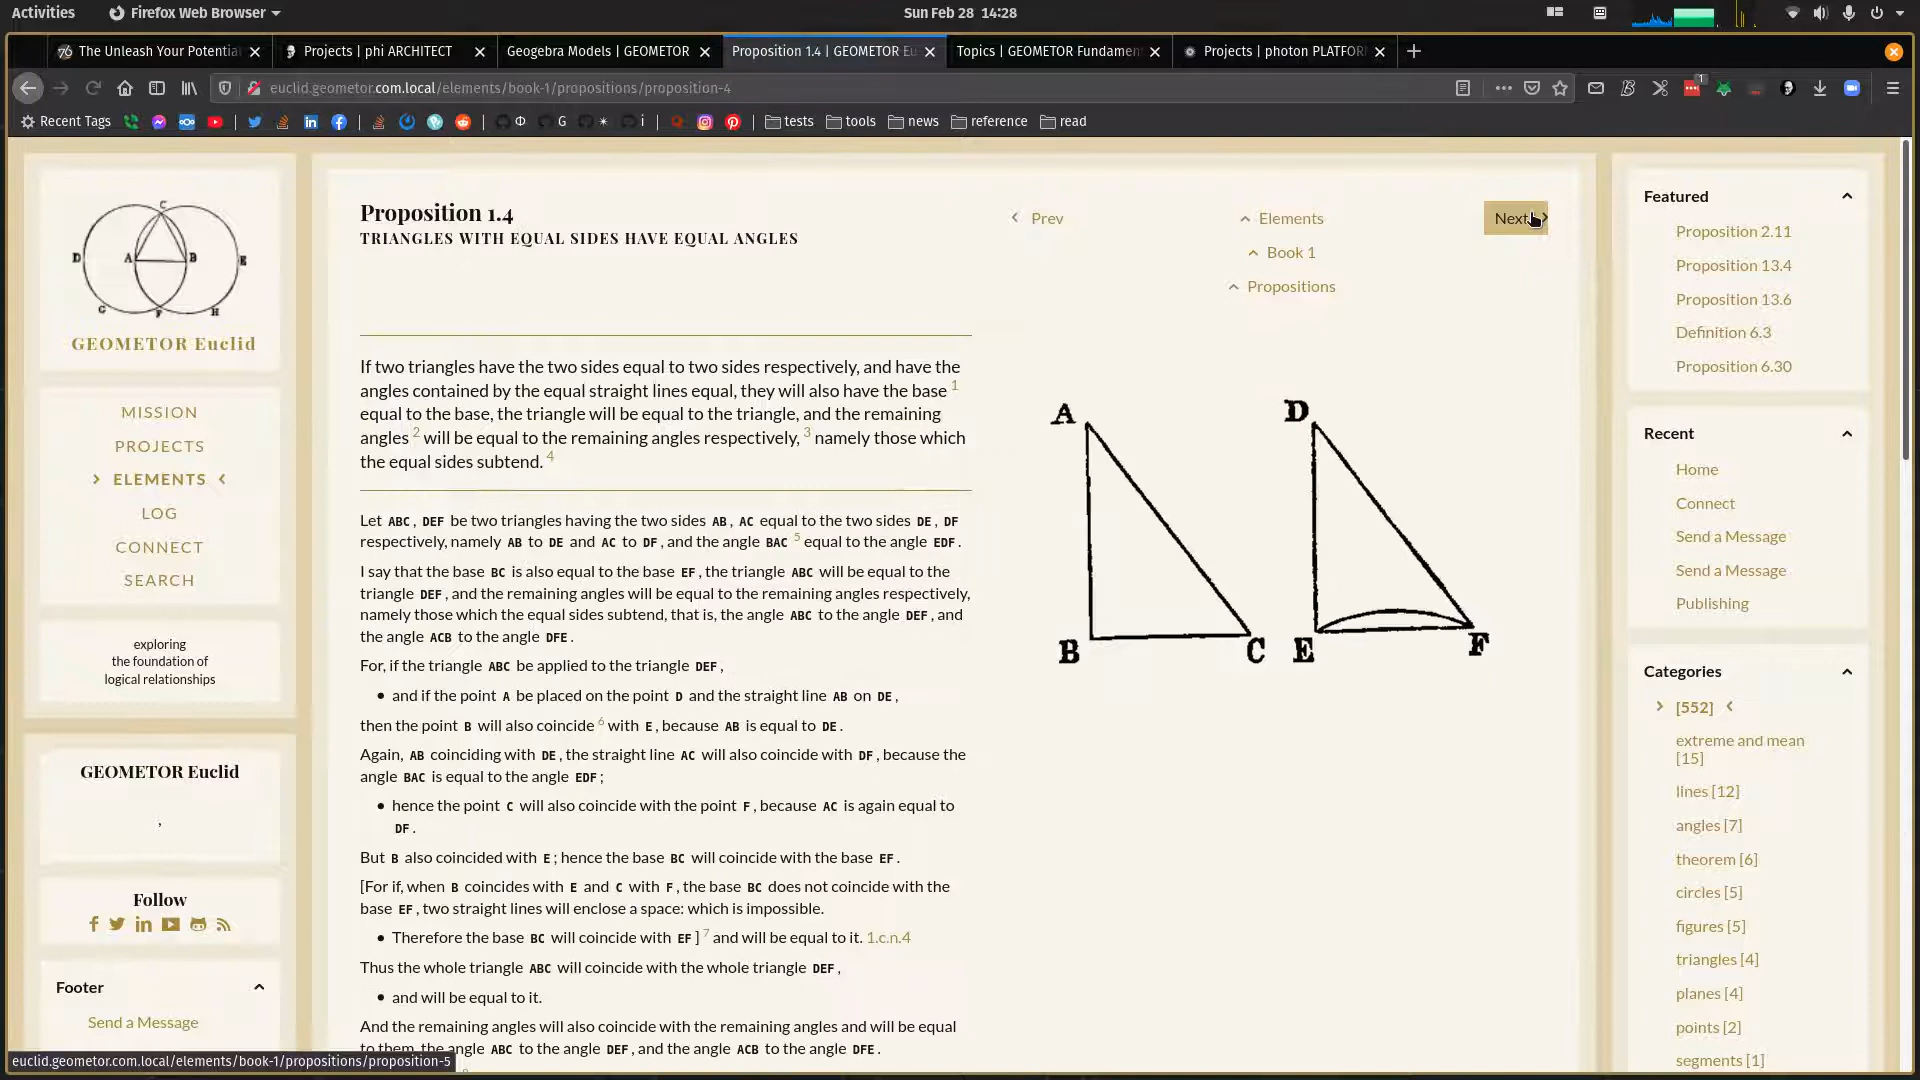 Activities
Firefox Web Browser
Sun Feb 28 14:28
The Unleash Your Potentia
Projects | phi ARCHITECT
Geogebra Models | GEOMETOR
Proposition 1.4 | GEOMETOR Eu
Topics | GEOMETOR Fundamen
Projects | photon PLATFOR
euclid.geometor.com.local/elements/book-1/propositions/proposition-4
1
Recent Tags
Φ
G
i
tests
tools
news
reference
read
C
D
A
B
E
G
F
H
GEOMETOR Euclid
MISSION
PROJECTS
ELEMENTS
LOG
CONNECT
SEARCH
exploring
the foundation of
logical relationships
GEOMETOR Euclid
,
Follow
Footer
Send a Message
Proposition 1.4
TRIANGLES WITH EQUAL SIDES HAVE EQUAL ANGLES
Prev
Elements
Book 1
Propositions
Next
If two triangles have the two sides equal to two sides respectively, and have the
angles contained by the equal straight lines equal, they will also have the base 1
equal to the base, the triangle will be equal to the triangle, and the remaining
angles 2 will be equal to the remaining angles respectively, 3 namely those which
the equal sides subtend. 4
Let ABC, DEF be two triangles having the two sides AB, AC equal to the two sides DE, DF
respectively, namely AB to DE and AC to DF, and the angle BAC 5 equal to the angle EDF.
I say that the base BC is also equal to the base EF, the triangle ABC will be equal to the
triangle DEF, and the remaining angles will be equal to the remaining angles respectively,
namely those which the equal sides subtend, that is, the angle ABC to the angle DEF, and
the angle ACB to the angle DFE.
For, if the triangle ABC be applied to the triangle DEF,
• and if the point A be placed on the point D and the straight line AB on DE,
then the point B will also coincide 6 with E, because AB is equal to DE.
Again, AB coinciding with DE, the straight line AC will also coincide with DF, because the
angle BAC is equal to the angle EDF;
• hence the point C will also coincide with the point F, because AC is again equal to
DF.
But B also coincided with E; hence the base BC will coincide with the base EF.
[For if, when B coincides with E and C with F, the base BC does not coincide with the
base EF, two straight lines will enclose a space: which is impossible.
• Therefore the base BC will coincide with EF] 7 and will be equal to it. 1.c.n.4
Thus the whole triangle ABC will coincide with the whole triangle DEF,
• and will be equal to it.
And the remaining angles will also coincide with the remaining angles and will be equal
to them, the angle ABC to the angle DEF, and the angle ACB to the angle DFE.
A
D
B
C
E
F
Featured
Proposition 2.11
Proposition 13.4
Proposition 13.6
Definition 6.3
Proposition 6.30
Recent
Home
Connect
Send a Message
Send a Message
Publishing
Categories
[552]
extreme and mean
[15]
lines [12]
angles [7]
theorem [6]
circles [5]
figures [5]
triangles [4]
planes [4]
points [2]
segments [1]
euclid.geometor.com.local/elements/book-1/propositions/proposition-5